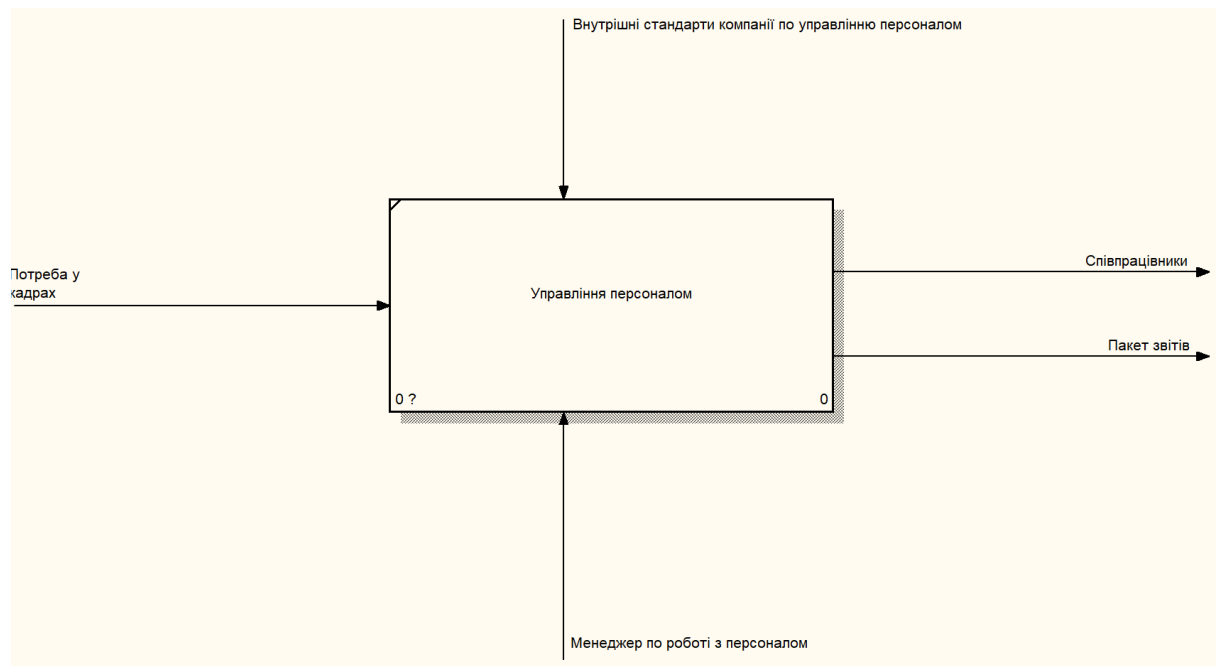 Внутрішні стандарти компанії по управлінню персоналом
Потреба у
кадрах
Управління персоналом
Співпрацівники
Пакет звітів
0 ?
0
Менеджер по роботі з персоналом